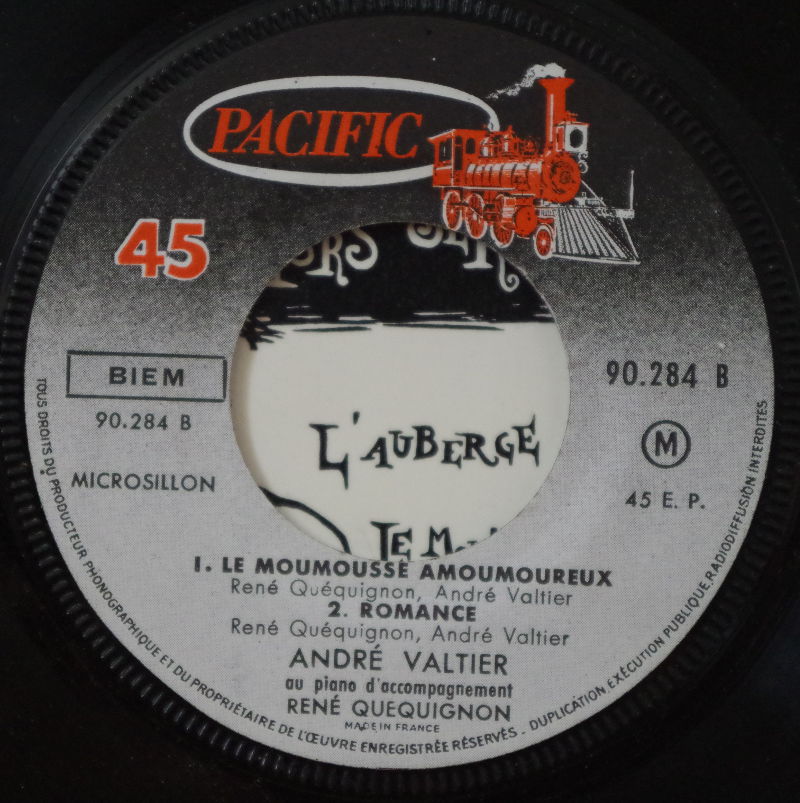 PACIFIC
45
BIEM
90.284 B
90.284 B
M
MICROSILLON
45 E. P.
L'AUBERGE
1. LE MOUMOUSSE AMOUMOUREUX
René Quéquignon, André Valtier
2. ROMANCE
René Quéquignon, André Valtier
ANDRÉ VALTIER
au piano d'accompagnement
RENÉ QUEQUIGNON
MADE IN FRANCE
TOUS DROITS DU PRODUCTEUR PHONOGRAPHIQUE ET DU PROPRIÉTAIRE DE L'ŒUVRE ENREGISTRÉE RÉSERVÉS - DUPLICATION EXÉCUTION PUBLIQUE, RADIODIFFUSION INTERDITES